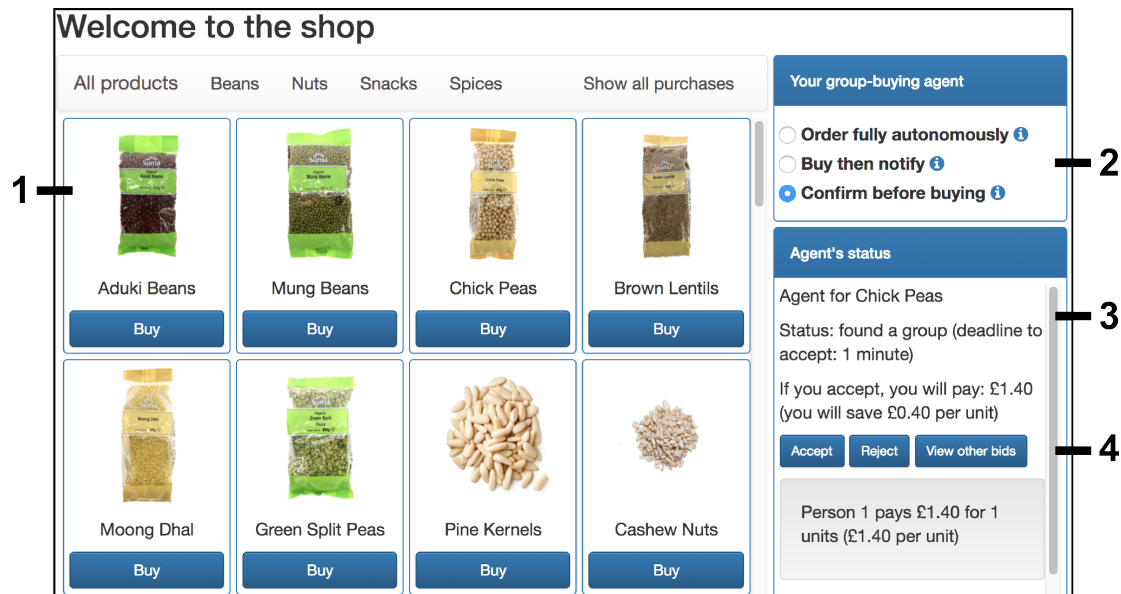 Welcome to the shop
All products Beans Nuts Snacks Spices Show all purchases
Aduki Beans
Mung Beans
Chick Peas
Brown Lentils
Buy
Buy
Buy
Buy
Moong Dhal
Green Split Peas
Pine Kernels
Cashew Nuts
Buy
Buy
Buy
Buy
1
Your group-buying agent
Order fully autonomously
Buy then notify
Confirm before buying
2
Agent's status
Agent for Chick Peas
Status: found a group (deadline to
accept: 1 minute)
3
If you accept, you will pay: £1.40
(you will save £0.40 per unit)
Accept Reject View other bids
4
Person 1 pays £1.40 for 1
units (£1.40 per unit)